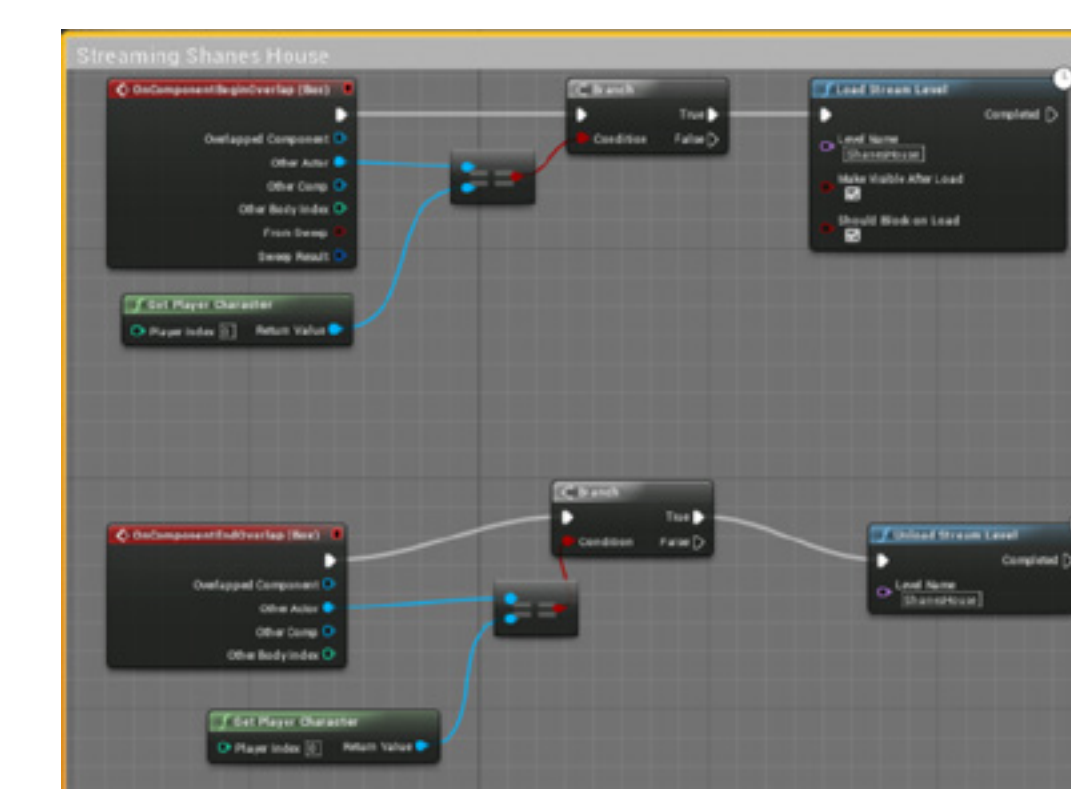 Streaming Shanes House
OnComponentBeginOverlap (Box)
Overlapped Component
Other Actor
Other Comp
Other Body Index
From Sweep
Sweep Result
==
Branch
Condition
True
False
Load Stream Level
Completed
Level Name
ShanesHouse
Make Visible After Load
Should Block on Load
Get Player Character
Player Index 0
Return Value
OnComponentEndOverlap (Box)
Overlapped Component
Other Actor
Other Comp
Other Body Index
==
Branch
Condition
True
False
Unload Stream Level
Completed
Level Name
ShanesHouse
Get Player Character
Player Index 0
Return Value